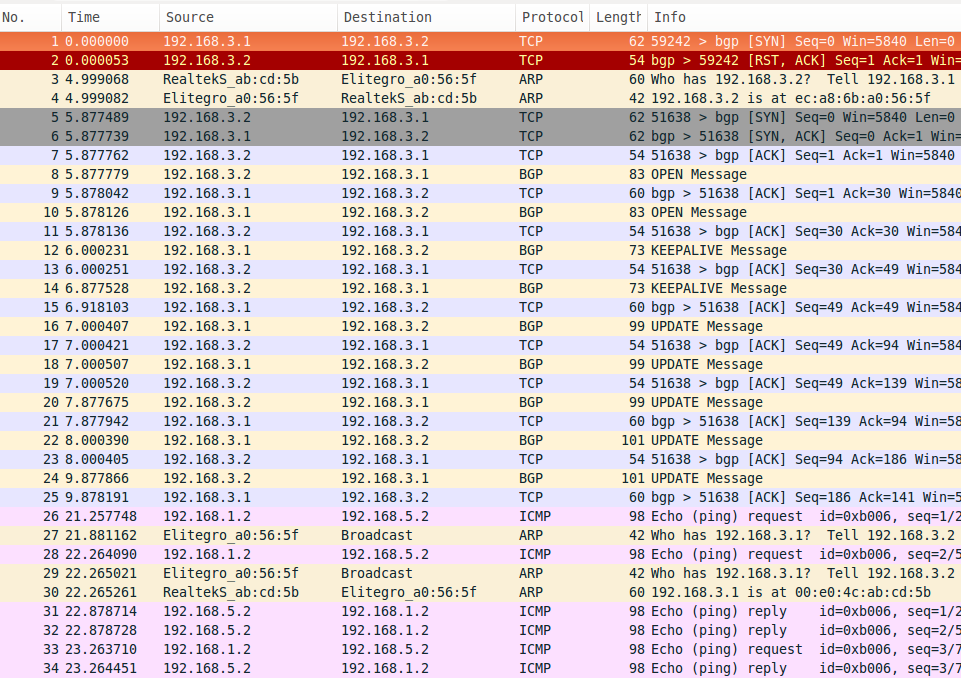 No. Time Source Destination Protocol Length Info
1 0.000000 192.168.3.1 192.168.3.2 TCP 62 59242 > bgp [SYN] Seq=0 Win=5840 Len=0
2 0.000053 192.168.3.2 192.168.3.1 TCP 54 bgp > 59242 [RST, ACK] Seq=1 Ack=1 Win=
3 4.999068 RealtekS_ab:cd:5b Elitegro_a0:56:5f ARP 60 Who has 192.168.3.2? Tell 192.168.3.1
4 4.999082 Elitegro_a0:56:5f RealtekS_ab:cd:5b ARP 42 192.168.3.2 is at ec:a8:6b:a0:56:5f
5 5.877489 192.168.3.2 192.168.3.1 TCP 62 51638 > bgp [SYN] Seq=0 Win=5840 Len=0
6 5.877739 192.168.3.1 192.168.3.2 TCP 62 bgp > 51638 [SYN, ACK] Seq=0 Ack=1 Win=
7 5.877762 192.168.3.2 192.168.3.1 TCP 54 51638 > bgp [ACK] Seq=1 Ack=1 Win=5840
8 5.877779 192.168.3.2 192.168.3.1 BGP 83 OPEN Message
9 5.878042 192.168.3.1 192.168.3.2 TCP 60 bgp > 51638 [ACK] Seq=1 Ack=30 Win=5840
10 5.878126 192.168.3.1 192.168.3.2 BGP 83 OPEN Message
11 5.878136 192.168.3.2 192.168.3.1 TCP 54 51638 > bgp [ACK] Seq=30 Ack=30 Win=584
12 6.000231 192.168.3.1 192.168.3.2 BGP 73 KEEPALIVE Message
13 6.000251 192.168.3.2 192.168.3.1 TCP 54 51638 > bgp [ACK] Seq=30 Ack=49 Win=584
14 6.877528 192.168.3.2 192.168.3.1 BGP 73 KEEPALIVE Message
15 6.918103 192.168.3.1 192.168.3.2 TCP 60 bgp > 51638 [ACK] Seq=49 Ack=49 Win=584
16 7.000407 192.168.3.1 192.168.3.2 BGP 99 UPDATE Message
17 7.000421 192.168.3.2 192.168.3.1 TCP 54 51638 > bgp [ACK] Seq=49 Ack=94 Win=584
18 7.000507 192.168.3.1 192.168.3.2 BGP 99 UPDATE Message
19 7.000520 192.168.3.2 192.168.3.1 TCP 54 51638 > bgp [ACK] Seq=49 Ack=139 Win=58
20 7.877675 192.168.3.2 192.168.3.1 BGP 99 UPDATE Message
21 7.877942 192.168.3.1 192.168.3.2 TCP 60 bgp > 51638 [ACK] Seq=139 Ack=94 Win=58
22 8.000390 192.168.3.1 192.168.3.2 BGP 101 UPDATE Message
23 8.000405 192.168.3.2 192.168.3.1 TCP 54 51638 > bgp [ACK] Seq=94 Ack=186 Win=58
24 9.877866 192.168.3.2 192.168.3.1 BGP 101 UPDATE Message
25 9.878191 192.168.3.1 192.168.3.2 TCP 60 bgp > 51638 [ACK] Seq=186 Ack=141 Win=5
26 21.257748 192.168.1.2 192.168.5.2 ICMP 98 Echo (ping) request id=0xb006, seq=1/2
27 21.881162 Elitegro_a0:56:5f Broadcast ARP 42 Who has 192.168.3.1? Tell 192.168.3.2
28 22.264090 192.168.1.2 192.168.5.2 ICMP 98 Echo (ping) request id=0xb006, seq=2/5
29 22.265021 Elitegro_a0:56:5f Broadcast ARP 42 Who has 192.168.3.1? Tell 192.168.3.2
30 22.265261 RealtekS_ab:cd:5b Elitegro_a0:56:5f ARP 60 192.168.3.1 is at 00:e0:4c:ab:cd:5b
31 22.878714 192.168.5.2 192.168.1.2 ICMP 98 Echo (ping) reply id=0xb006, seq=1/2
32 22.878728 192.168.5.2 192.168.1.2 ICMP 98 Echo (ping) reply id=0xb006, seq=2/5
33 23.263710 192.168.1.2 192.168.5.2 ICMP 98 Echo (ping) request id=0xb006, seq=3/7
34 23.264451 192.168.5.2 192.168.1.2 ICMP 98 Echo (ping) reply id=0xb006, seq=3/7